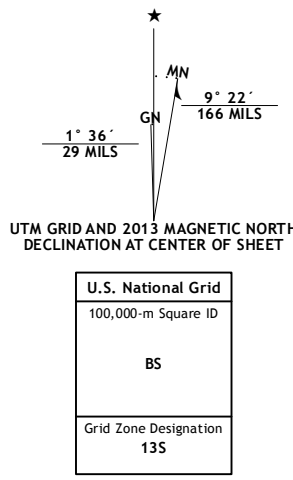 MN
GN
9° 22´
166 MILS
1° 36´
29 MILS
UTM GRID AND 2013 MAGNETIC NORTH
DECLINATION AT CENTER OF SHEET
U.S. National Grid
100,000-m Square ID
BS
Grid Zone Designation
13S